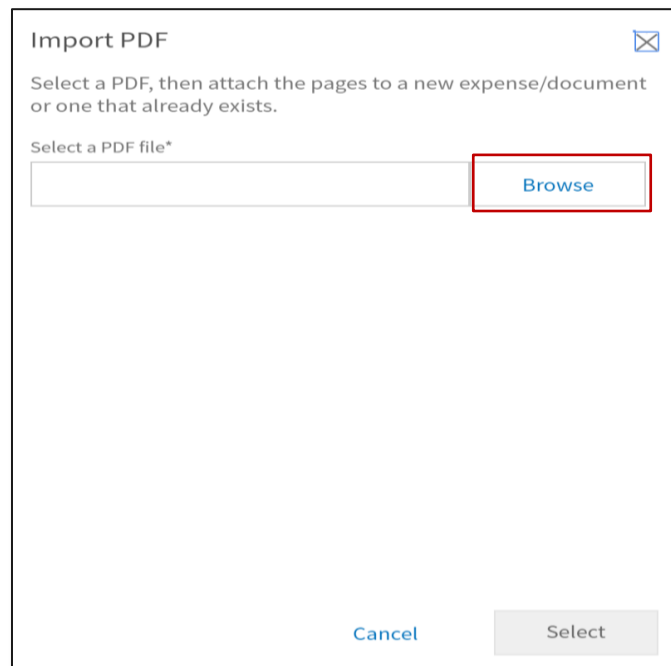 Import PDF
Select a PDF, then attach the pages to a new expense/document
or one that already exists.
Select a PDF file*
Browse
Cancel
Select